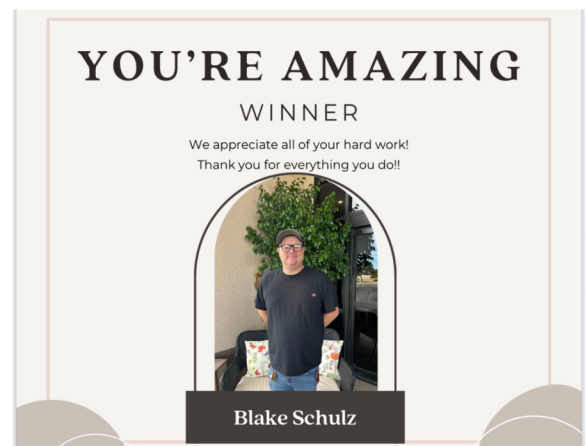 YOU’RE AMAZING
WINNER
We appreciate all of your hard work!
Thank you for everything you do!!
Blake Schulz